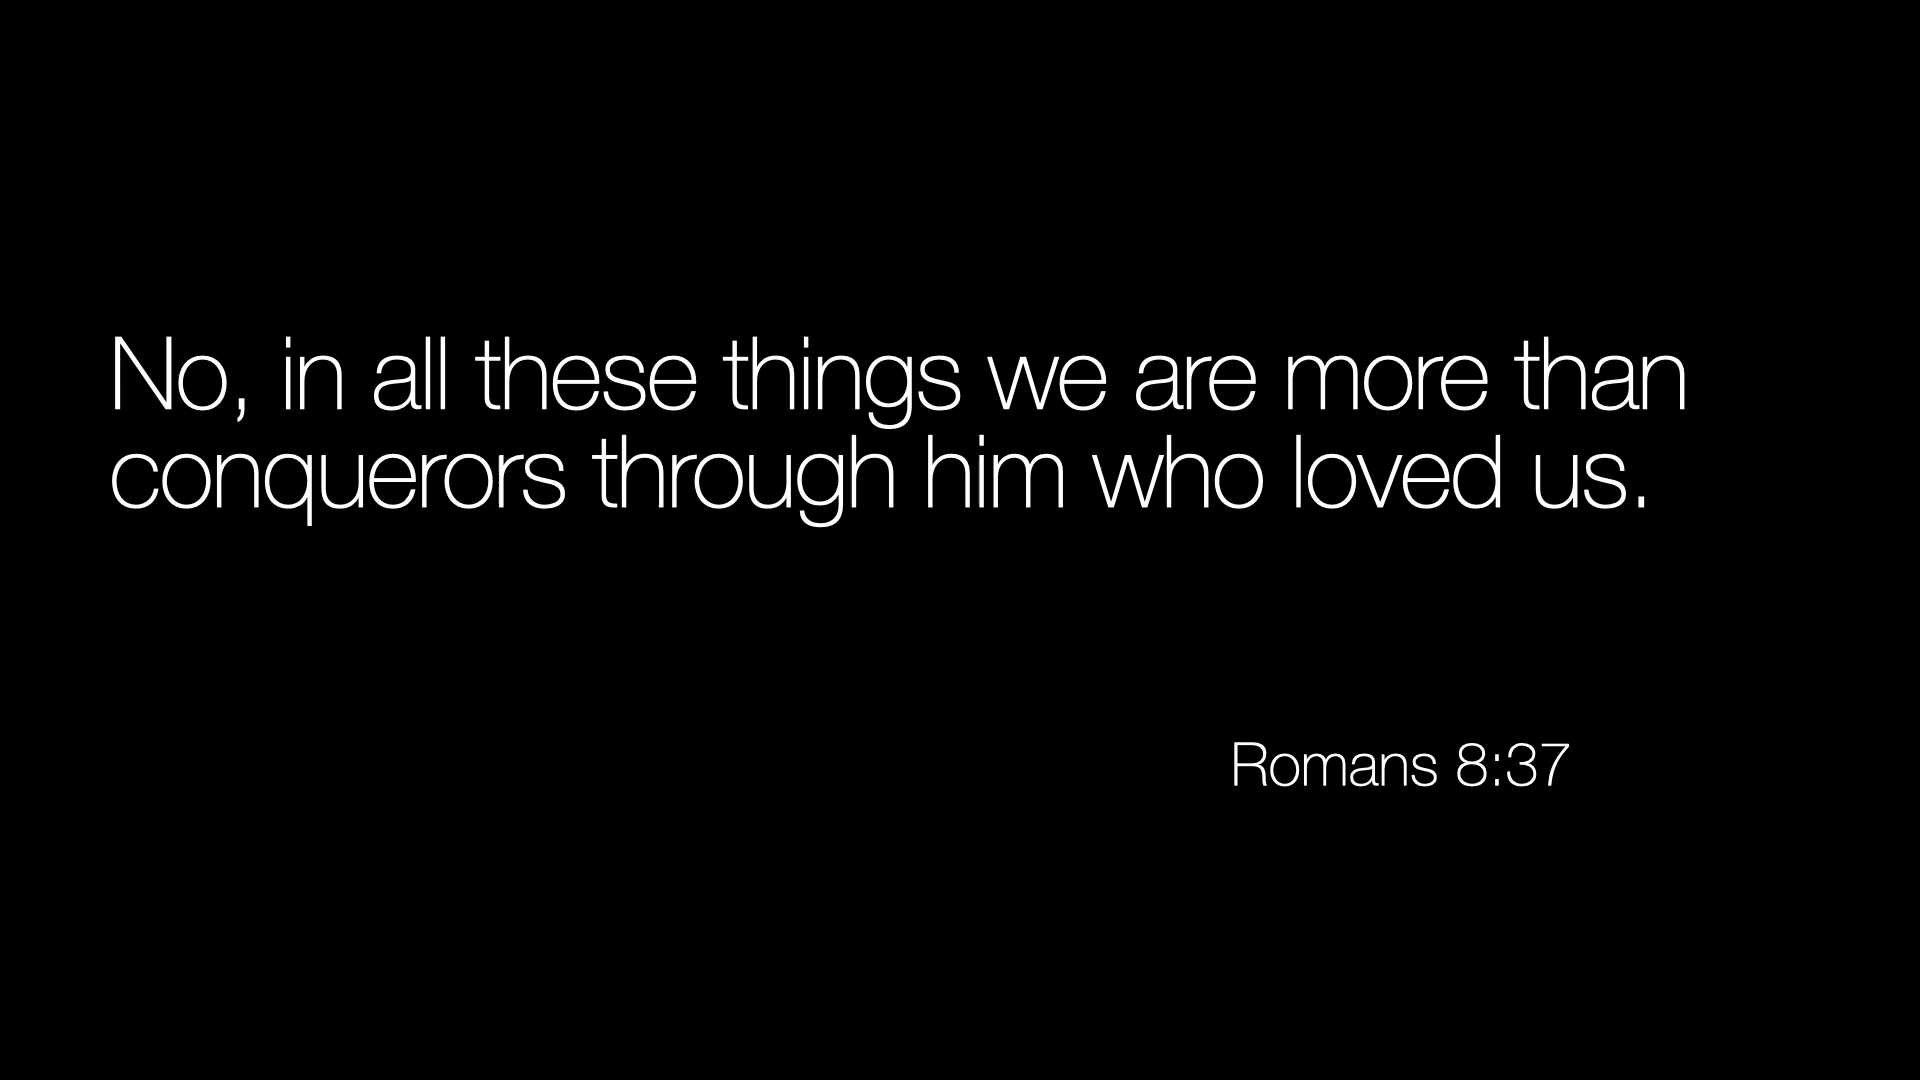 No, in all these things we are more than
conquerors through him who loved us.
Romans 8:37